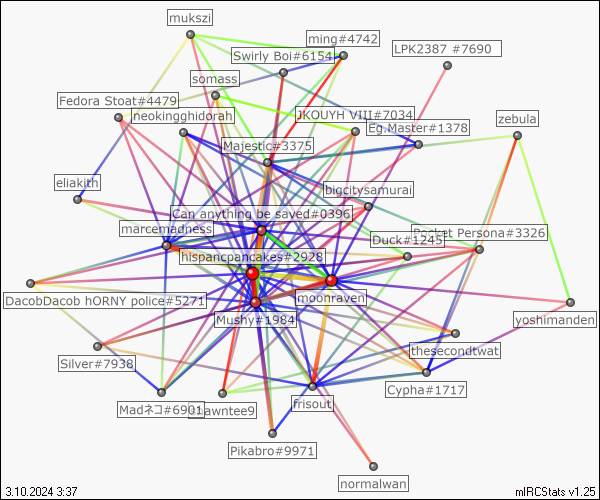 mukszi
ming#4742
LPK2387 #7690
Swirly Boi#6154
somass
Fedora Stoat#4479
neokingghidorah
JKOUYH VIII#7034
Eg.Master#1378
zebula
Majestic#3375
eliakith
bigcitysamurai
Can anything be saved#0396
marcemadness
Duck#1245
Pocket Persona#3326
hispancpancakes#2928
DacobDacob hORNY police#5271
moonraven
Mushy#1984
yoshimanden
thesecondtwat
Silver#7938
Cypha#1717
Madネコ#6901
shawntee9
frisout
Pikabro#9971
normalwan
3.10.2024 3:37
mIRCStats v1.25